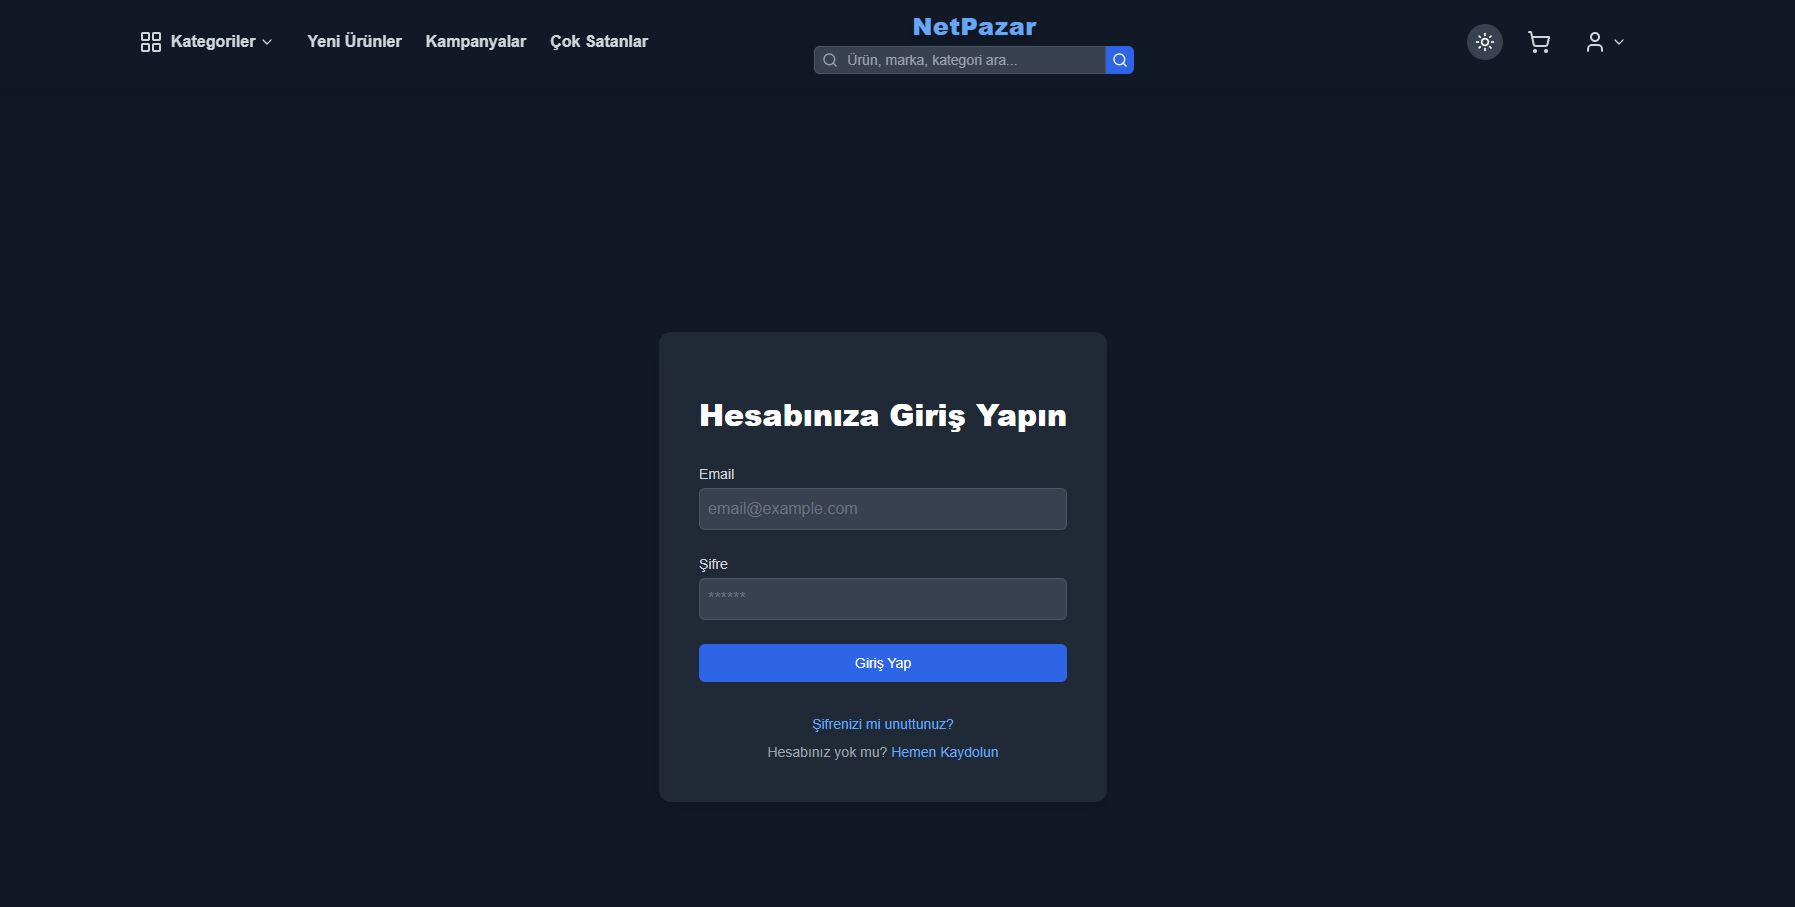 NetPazar
Kategoriler
Yeni Ürünler
Kampanyalar
Çok Satanlar
Ürün, marka, kategori ara...
Hesabınıza Giriş Yapın
Email
email@example.com
Şifre
******
Giriş Yap
Şifrenizi mi unuttunuz?
Hesabınız yok mu? Hemen Kaydolun